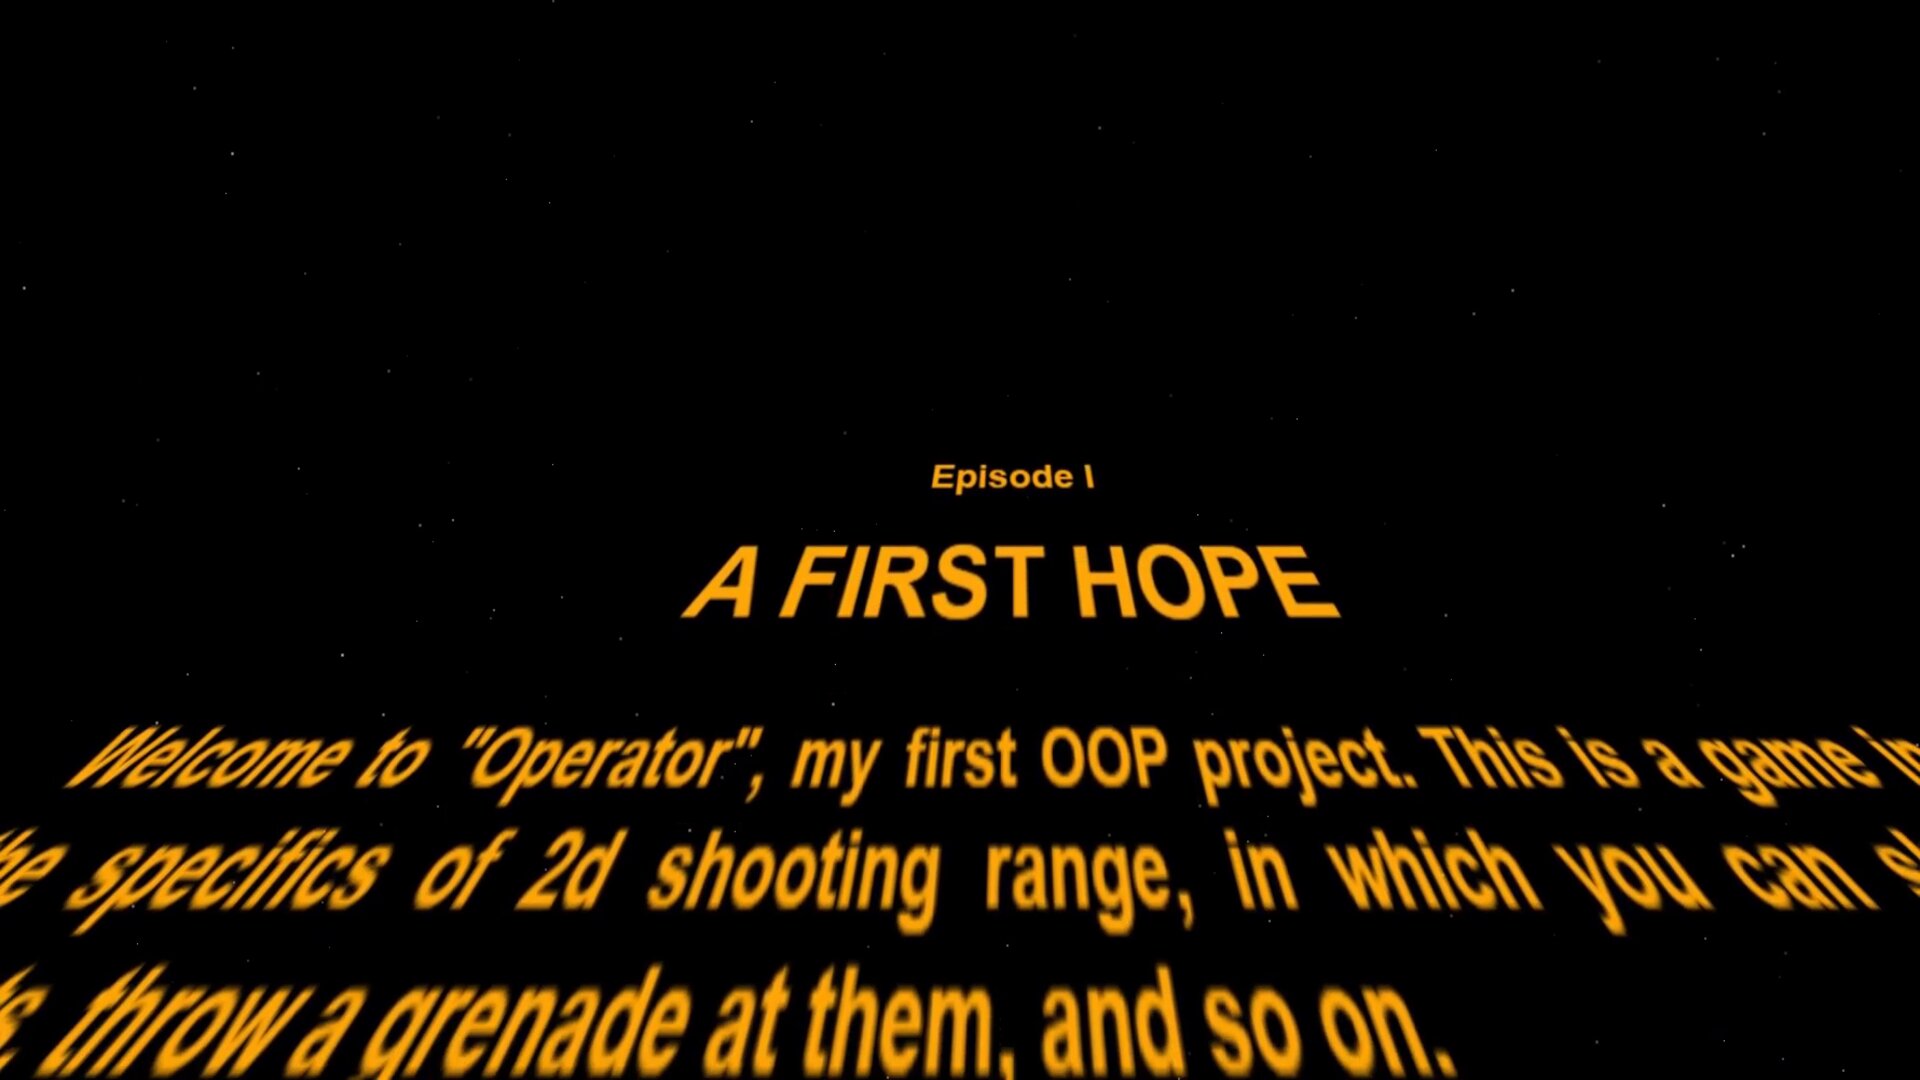 Episode I
A FIRST HOPE
Welcome to "Operator", my first OOP project. This is a game in
specifics of 2d shooting range, in which you can
throw a grenade at them, and so on.